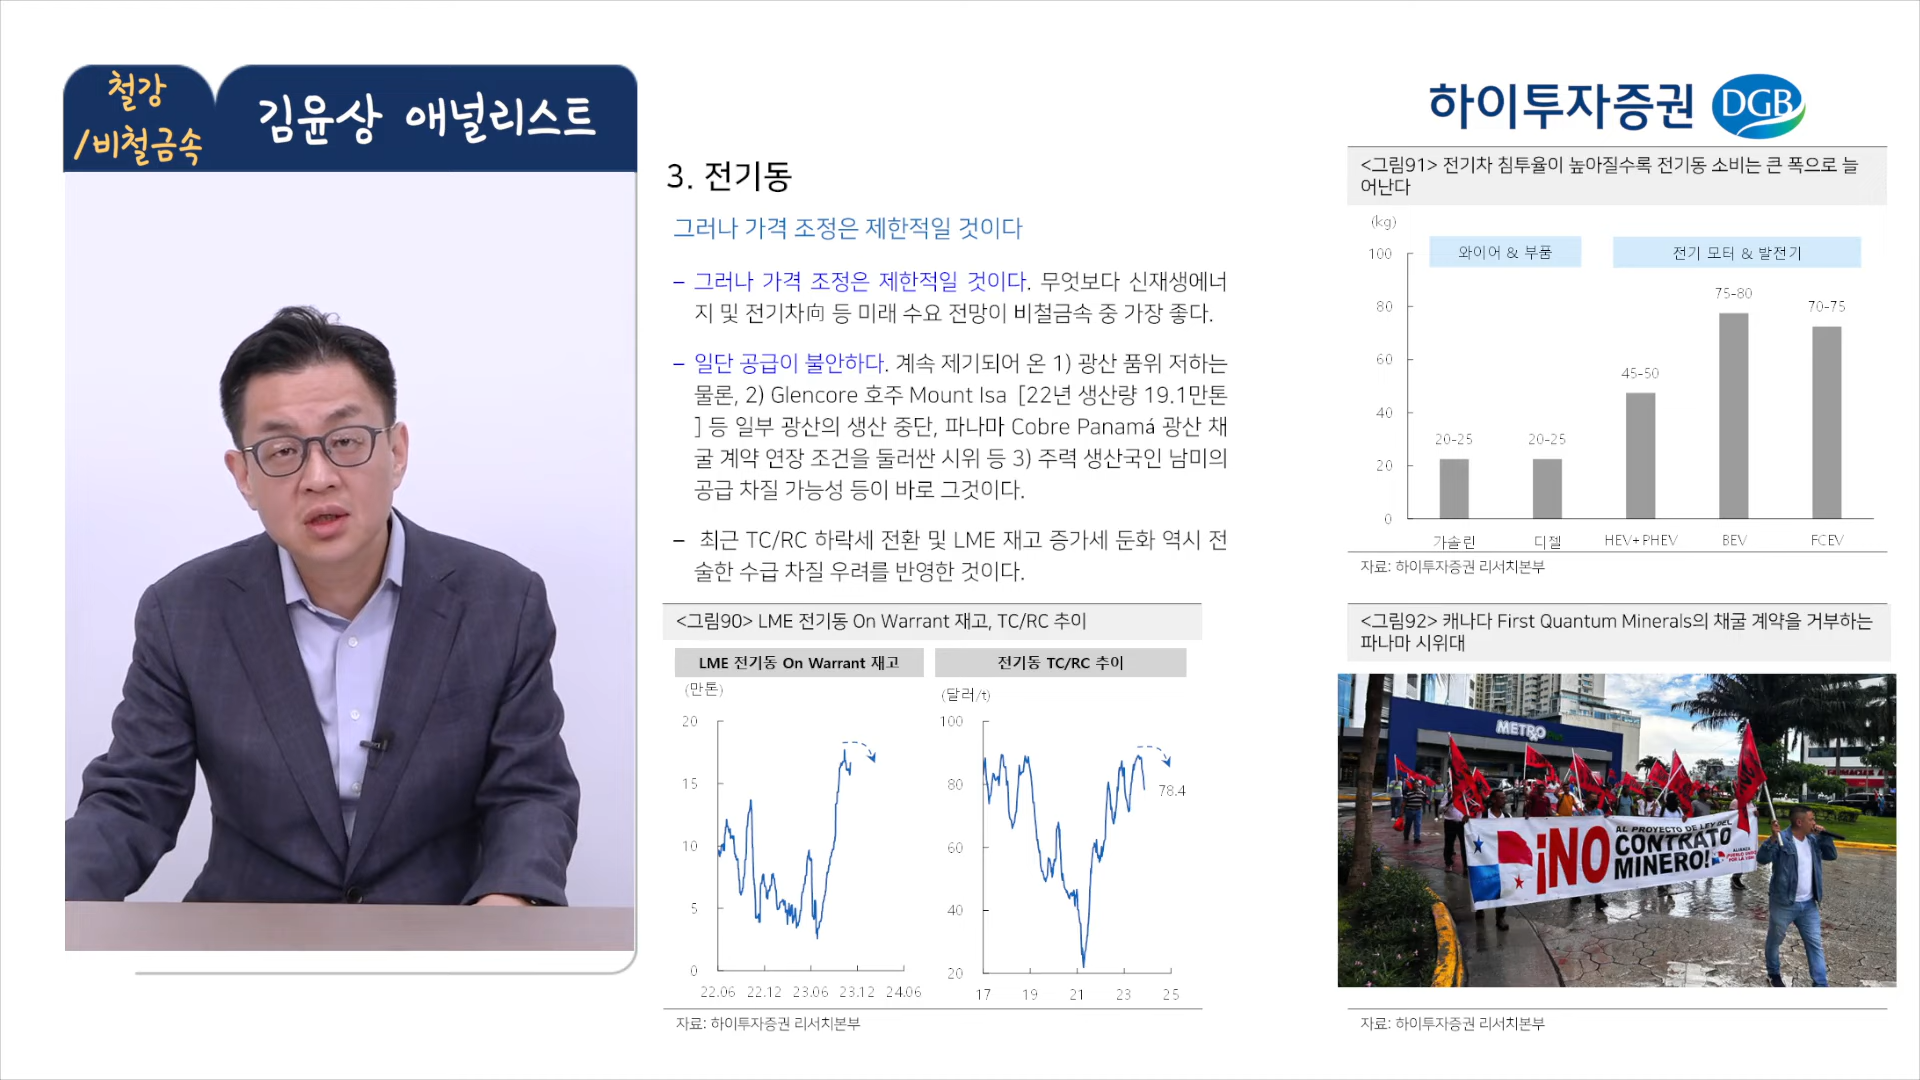 철강
/비철금속
김윤상 애널리스트
하이투자증권 DGB
3. 전기동
그러나 가격 조정은 제한적일 것이다
– 그러나 가격 조정은 제한적일 것이다. 무엇보다 신재생에너
지 및 전기차向 등 미래 수요 전망이 비철금속 중 가장 좋다.
– 일단 공급이 불안하다. 계속 제기되어 온 1) 광산 품위 저하는
물론, 2) Glencore 호주 Mount Isa [22년 생산량 19.1만톤
] 등 일부 광산의 생산 중단, 파나마 Cobre Panamá 광산 채
굴 계약 연장 조건을 둘러싼 시위 등 3) 주력 생산국인 남미의
공급 차질 가능성 등이 바로 그것이다.
– 최근 TC/RC 하락세 전환 및 LME 재고 증가세 둔화 역시 전
술한 수급 차질 우려를 반영한 것이다.
<그림90> LME 전기동 On Warrant 재고, TC/RC 추이
LME 전기동 On Warrant 재고
(만톤)
20
15
10
5
0
22.06 22.12 23.06 23.12 24.06
전기동 TC/RC 추이
(달러/t)
100
80
60
40
20
78.4
17 19 21 23 25
자료: 하이투자증권 리서치본부
<그림91> 전기차 침투율이 높아질수록 전기동 소비는 큰 폭으로 늘
어난다
(kg)
와이어 & 부품
전기 모터 & 발전기
100
80
60
40
20
0
20-25
20-25
45-50
75-80
70-75
가솔린 디젤 HEV+PHEV BEV FCEV
자료: 하이투자증권 리서치본부
<그림92> 캐나다 First Quantum Minerals의 채굴 계약을 거부하는
파나마 시위대
METRO
¡NO
AL PROYECTO DE LEY DEL
CONTRATO
MINERO!
자료: 하이투자증권 리서치본부